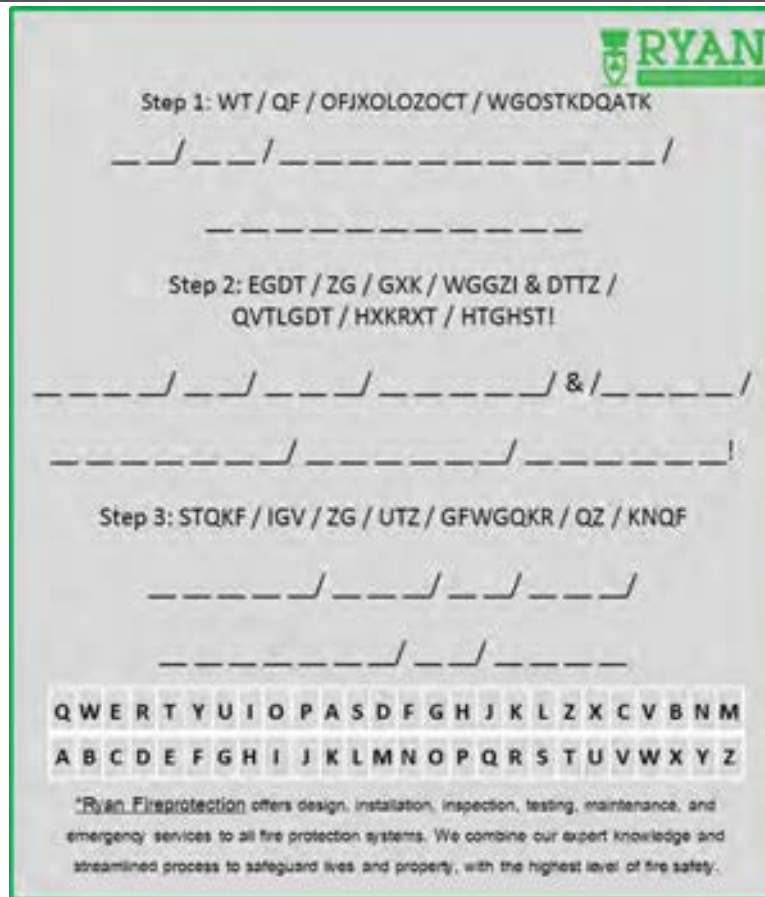 RYAN
Step 1: WT / QF / OFJXOLOZOCT / WGOSTKDQATK
_ _/ _ _ /_ _ _ _ _ _ _ _ _ _ _ /
_ _ _ _ _ _ _ _ _ _ _
Step 2: EGDT / ZG / GXK / WGGZI & DTTZ /
QVTLGDT / HXKRXT / HTGHST!
_ _ _ _/ _ _/ _ _ _/ _ _ _ _ _/ & /_ _ _ _/
_ _ _ _ _ _ _/ _ _ _ _ _ _/ _ _ _ _ _ _!
Step 3: STQKF / IGV / ZG / UTZ / GFWGQKR / QZ / KNQF
_ _ _ _ _/ _ _ _/ _ _/ _ _ _/
_ _ _ _ _ _ _/ _ _/ _ _ _ _
Q W E R T Y U I O P A S D F G H J K L Z X C V B N M
A B C D E F G H I J K L M N O P Q R S T U V W X Y Z
"Ryan Fireprotection offers design, installation, inspection, testing, maintenance, and
emergency services to all fire protection systems. We combine our expert knowledge and
streamlined process to safeguard lives and property, with the highest level of fire safety.